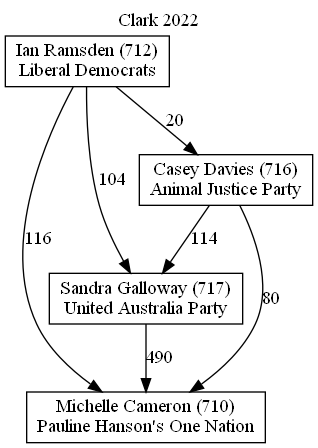 Clark 2022
Ian Ramsden (712)
Liberal Democrats
20
Casey Davies (716)
Animal Justice Party
104
116
114
Sandra Galloway (717)
United Australia Party
80
490
Michelle Cameron (710)
Pauline Hanson's One Nation